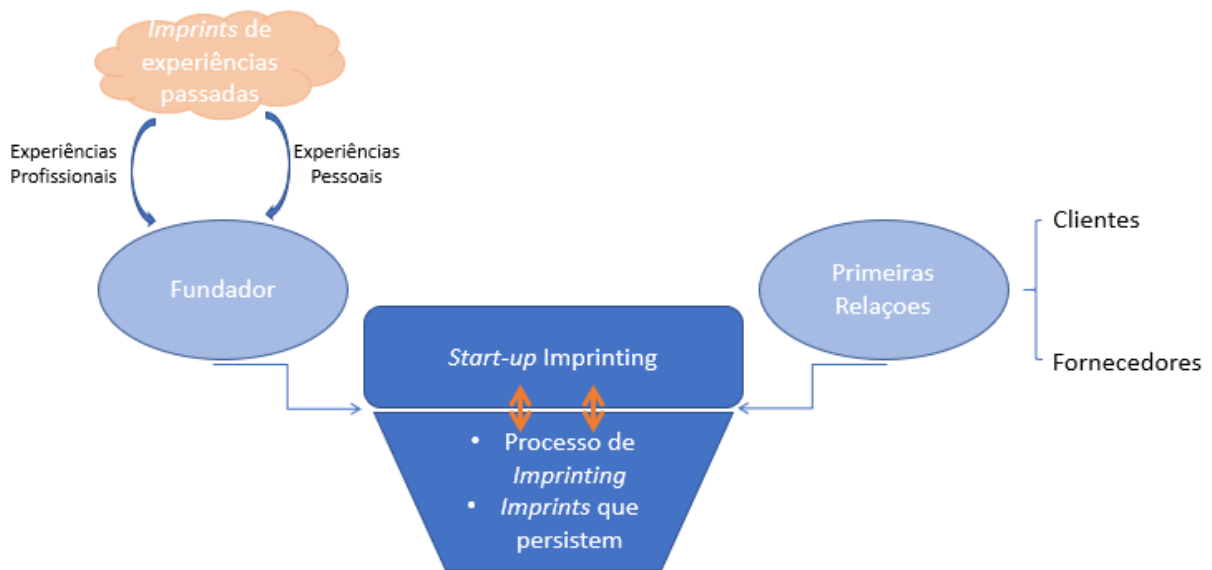 Imprints de
experiências
passadas
Experiências
Profissionais
Experiências
Pessoais
Fundador
Primeiras
Relaçoes
Clientes
Fornecedores
Start-up Imprinting
• Processo de
Imprinting
• Imprints que
persistem